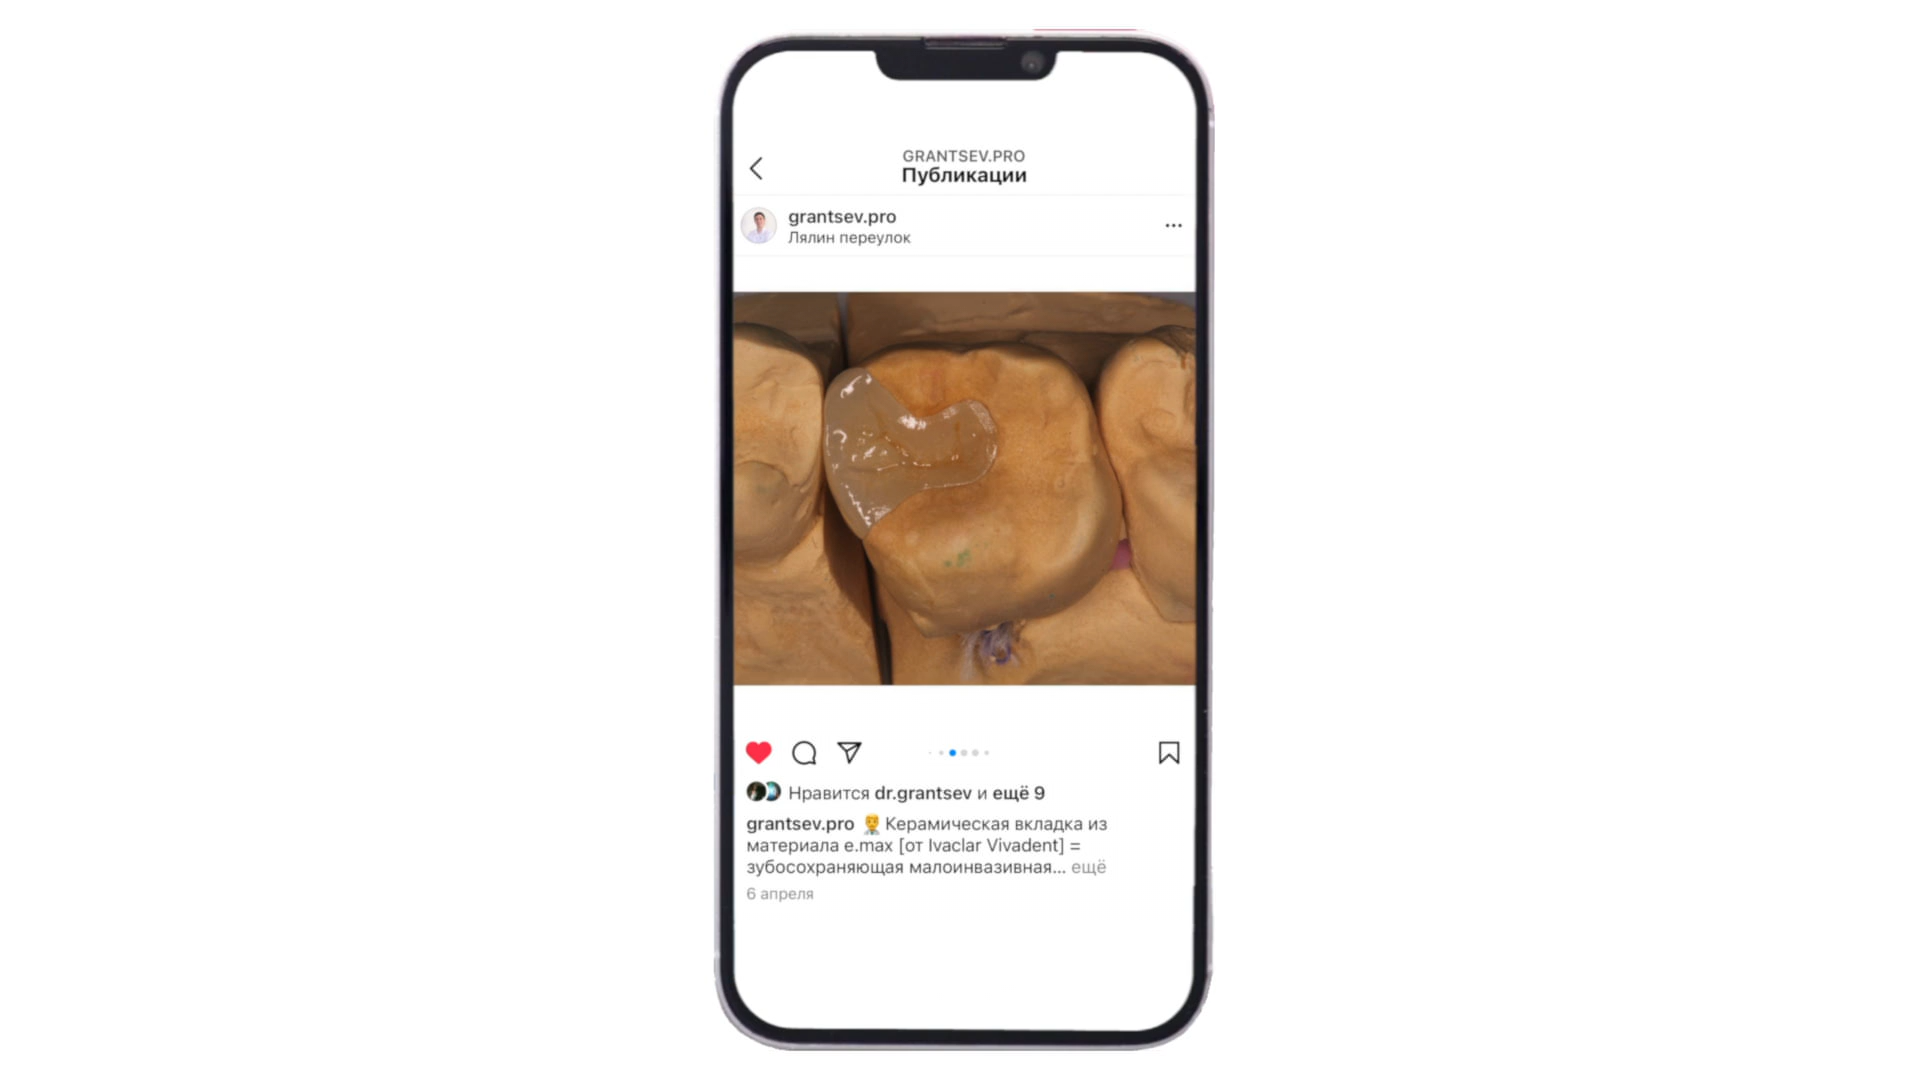 GRANTSEV.PRO
Публикации
grantsev.pro
Лялин переулок
Нравится dr.grantsev и ещё 9
grantsev.pro 👨‍⚕️Керамическая вкладка из
материала e.max [от Ivaclar Vivadent] =
зубосохраняющая малоинвазивная... ещё
6 апреля